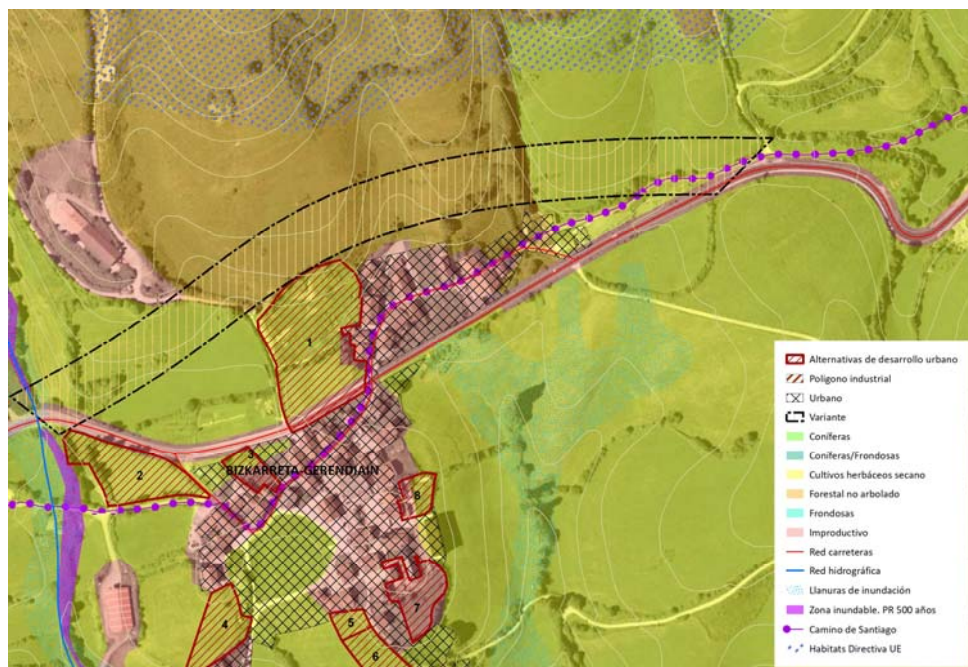 1
2
3
BIZKARRETA-GERENDIAIN
8
7
4
5
6
Alternativas de desarrollo urbano
Polígono industrial
Urbano
Variante
Coníferas
Coníferas/Frondosas
Cultivos herbáceos secano
Forestal no arbolado
Frondosas
Improductivo
Red carreteras
Red hidrográfica
Llanuras de inundación
Zona inundable. PR 500 años
Camino de Santiago
Habitats Directiva UE